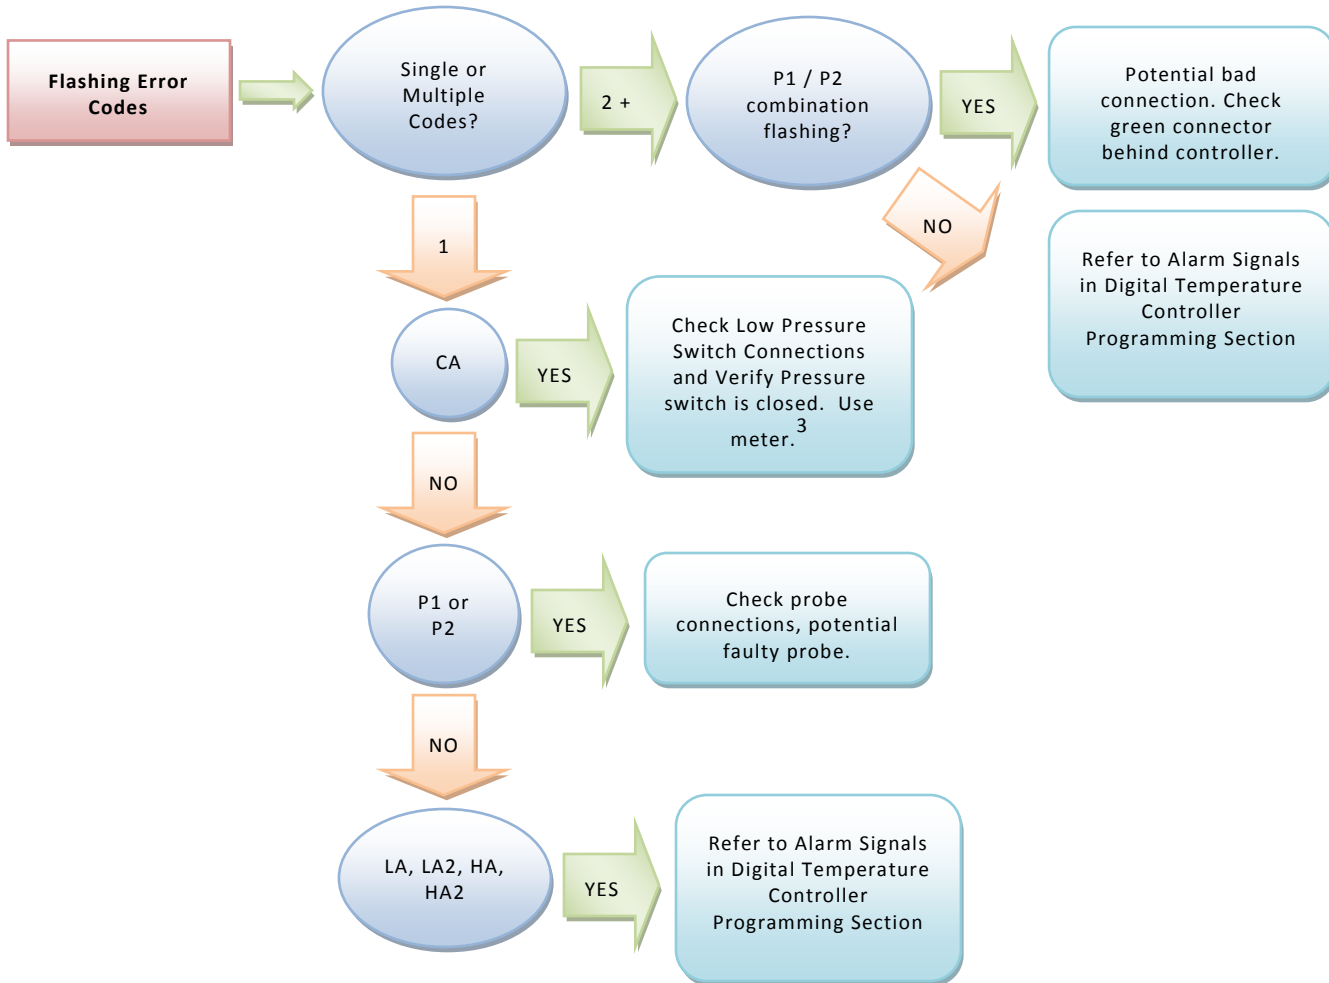 Flashing Error
Codes
Single or
Multiple
Codes?
2 +
P1 / P2
combination
flashing?
YES
Potential bad
connection. Check
green connector
behind controller.
NO
Refer to Alarm Signals
in Digital Temperature
Controller
Programming Section
1
CA
YES
Check Low Pressure
Switch Connections
and Verify Pressure
switch is closed. Use
meter.3
NO
P1 or
P2
YES
Check probe
connections, potential
faulty probe.
NO
LA, LA2, HA,
HA2
YES
Refer to Alarm Signals
in Digital Temperature
Controller
Programming Section